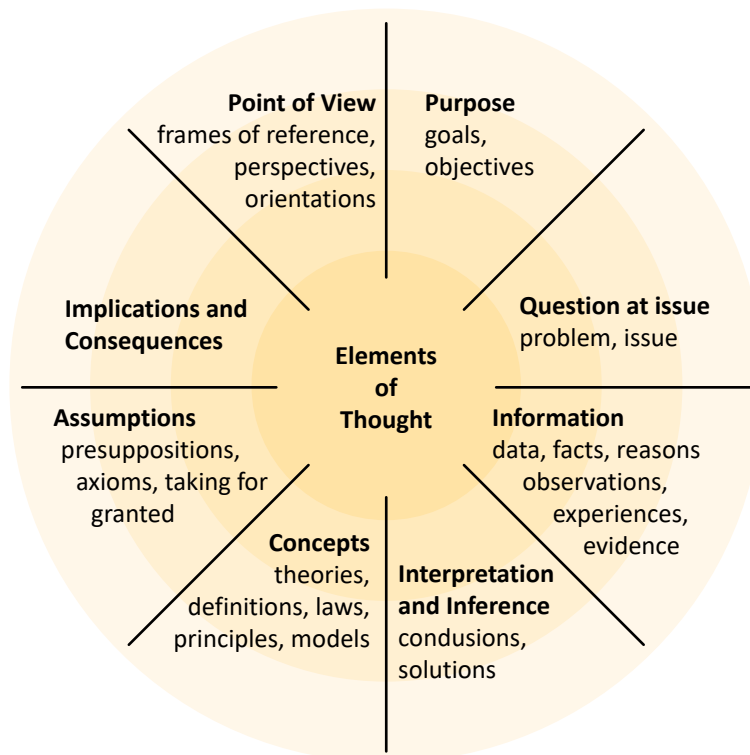 Point of View
frames of reference,
perspectives,
orientations
Purpose
goals,
objectives
Question at issue
problem, issue
Information
data, facts, reasons
observations,
experiences,
evidence
Interpretation
and Inference
condusions,
solutions
Concepts
theories,
definitions, laws,
principles, models
Assumptions
presuppositions,
axioms, taking for
granted
Implications and
Consequences
Elements
of
Thought